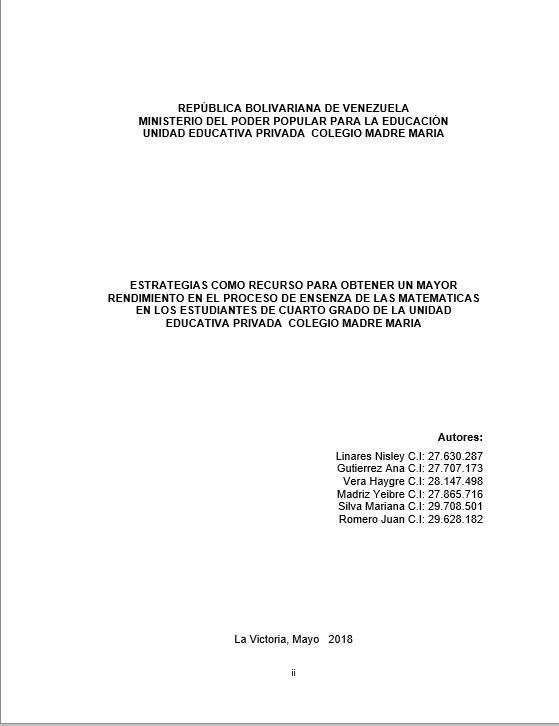 REPÚBLICA BOLIVARIANA DE VENEZUELA
MINISTERIO DEL PODER POPULAR PARA LA EDUCACIÓN
UNIDAD EDUCATIVA PRIVADA COLEGIO MADRE MARIA
ESTRATEGIAS COMO RECURSO PARA OBTENER UN MAYOR
RENDIMIENTO EN EL PROCESO DE ENSENZA DE LAS MATEMATICAS
EN LOS ESTUDIANTES DE CUARTO GRADO DE LA UNIDAD
EDUCATIVA PRIVADA COLEGIO MADRE MARIA
Autores:
Linares Nisley C.I: 27.630.287
Gutierrez Ana C.I: 27.707.173
Vera Haygre C.I: 28.147.498
Madriz Yeibre C.I: 27.865.716
Silva Mariana C.I: 29.708.501
Romero Juan C.I: 29.628.182
La Victoria, Mayo 2018
ii